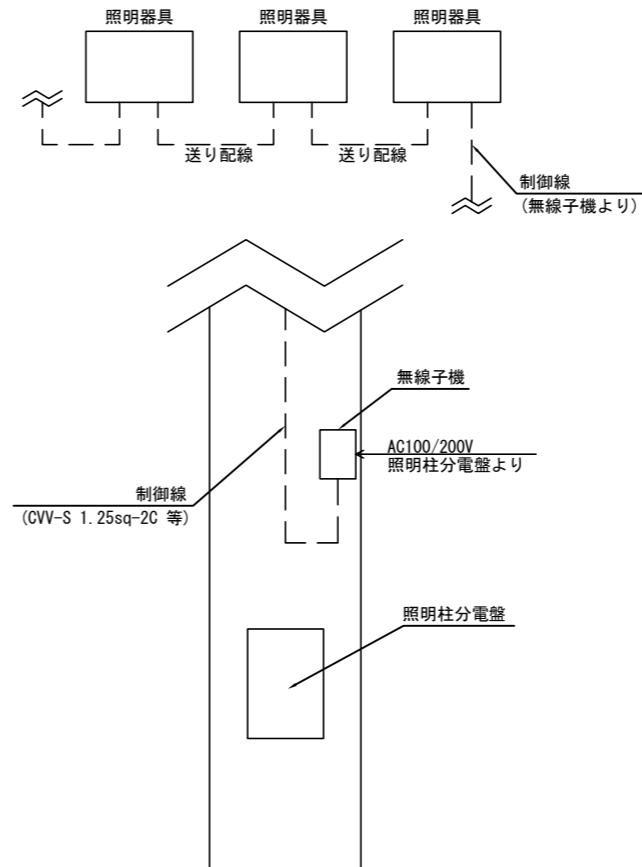 照明器具
照明器具
照明器具
送り配線
送り配線
制御線
(無線子機より)
無線子機
AC100/200V
照明柱分電盤より
制御線
(CVV-S 1.25sq-2C 等)
照明柱分電盤